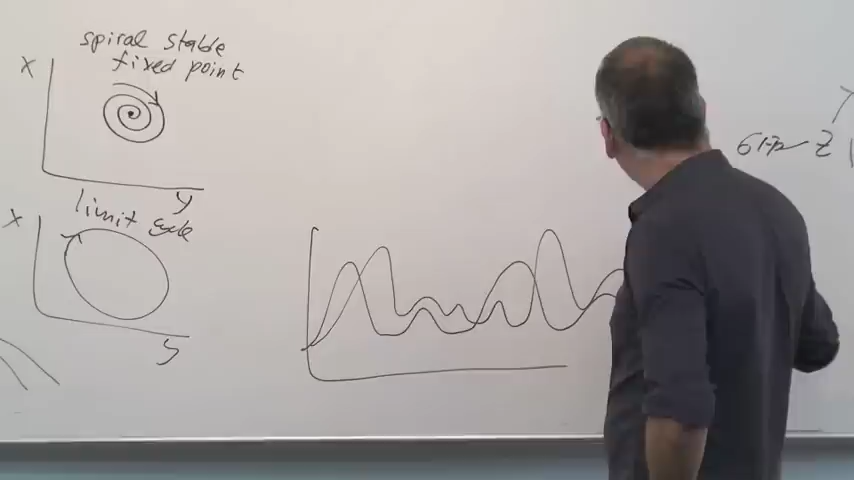 spiral stable
fixed point
X
y
limit cycle
X
y
Z